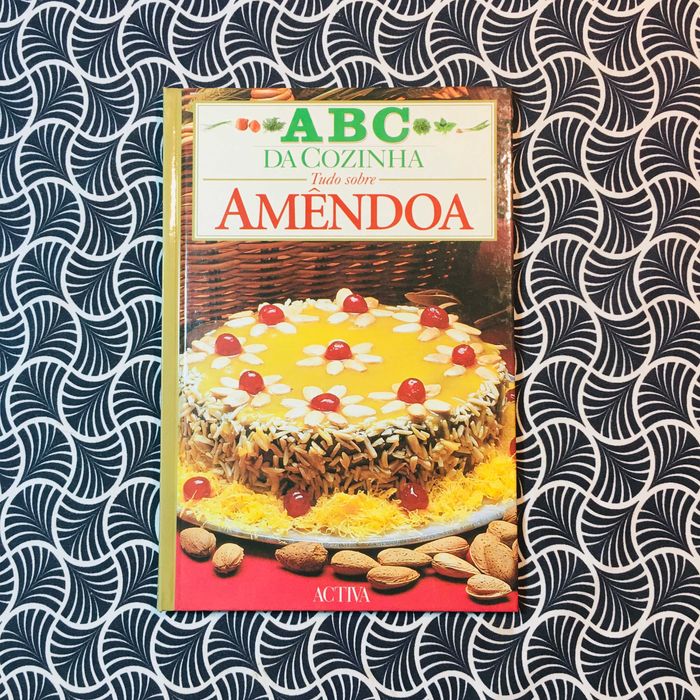 ABC
DA COZINHA
Tudo sobre
AMÊNDOA
ACTIVA